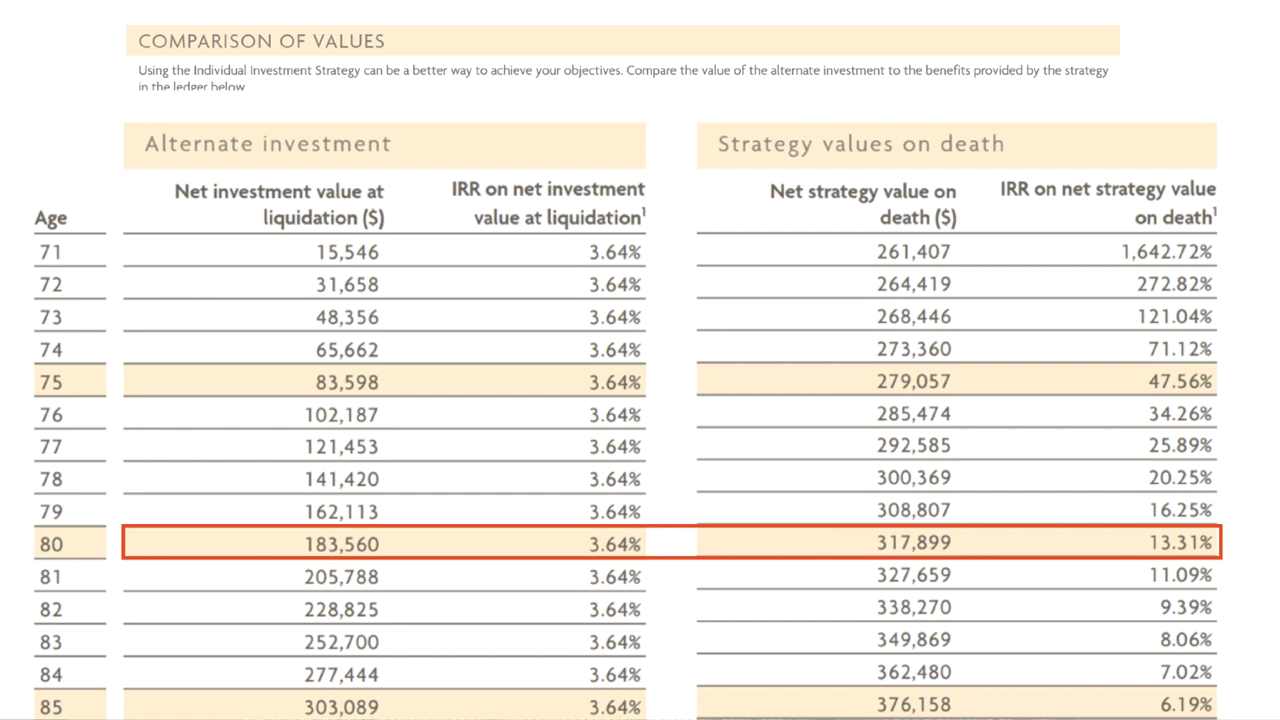 COMPARISON OF VALUES
Using the Individual Investment Strategy can be a better way to achieve your objectives. Compare the value of the alternate investment to the benefits provided by the strategy
in the ledger below
Alternate investment
Strategy values on death
Age
Net investment value at liquidation ($)
IRR on net investment value at liquidation¹
Net strategy value on death ($)
IRR on net strategy value on death¹
71 15,546 3.64% 261,407 1,642.72%
72 31,658 3.64% 264,419 272.82%
73 48,356 3.64% 268,446 121.04%
74 65,662 3.64% 273,360 71.12%
75 83,598 3.64% 279,057 47.56%
76 102,187 3.64% 285,474 34.26%
77 121,453 3.64% 292,585 25.89%
78 141,420 3.64% 300,369 20.25%
79 162,113 3.64% 308,807 16.25%
80 183,560 3.64% 317,899 13.31%
81 205,788 3.64% 327,659 11.09%
82 228,825 3.64% 338,270 9.39%
83 252,700 3.64% 349,869 8.06%
84 277,444 3.64% 362,480 7.02%
85 303,089 3.64% 376,158 6.19%